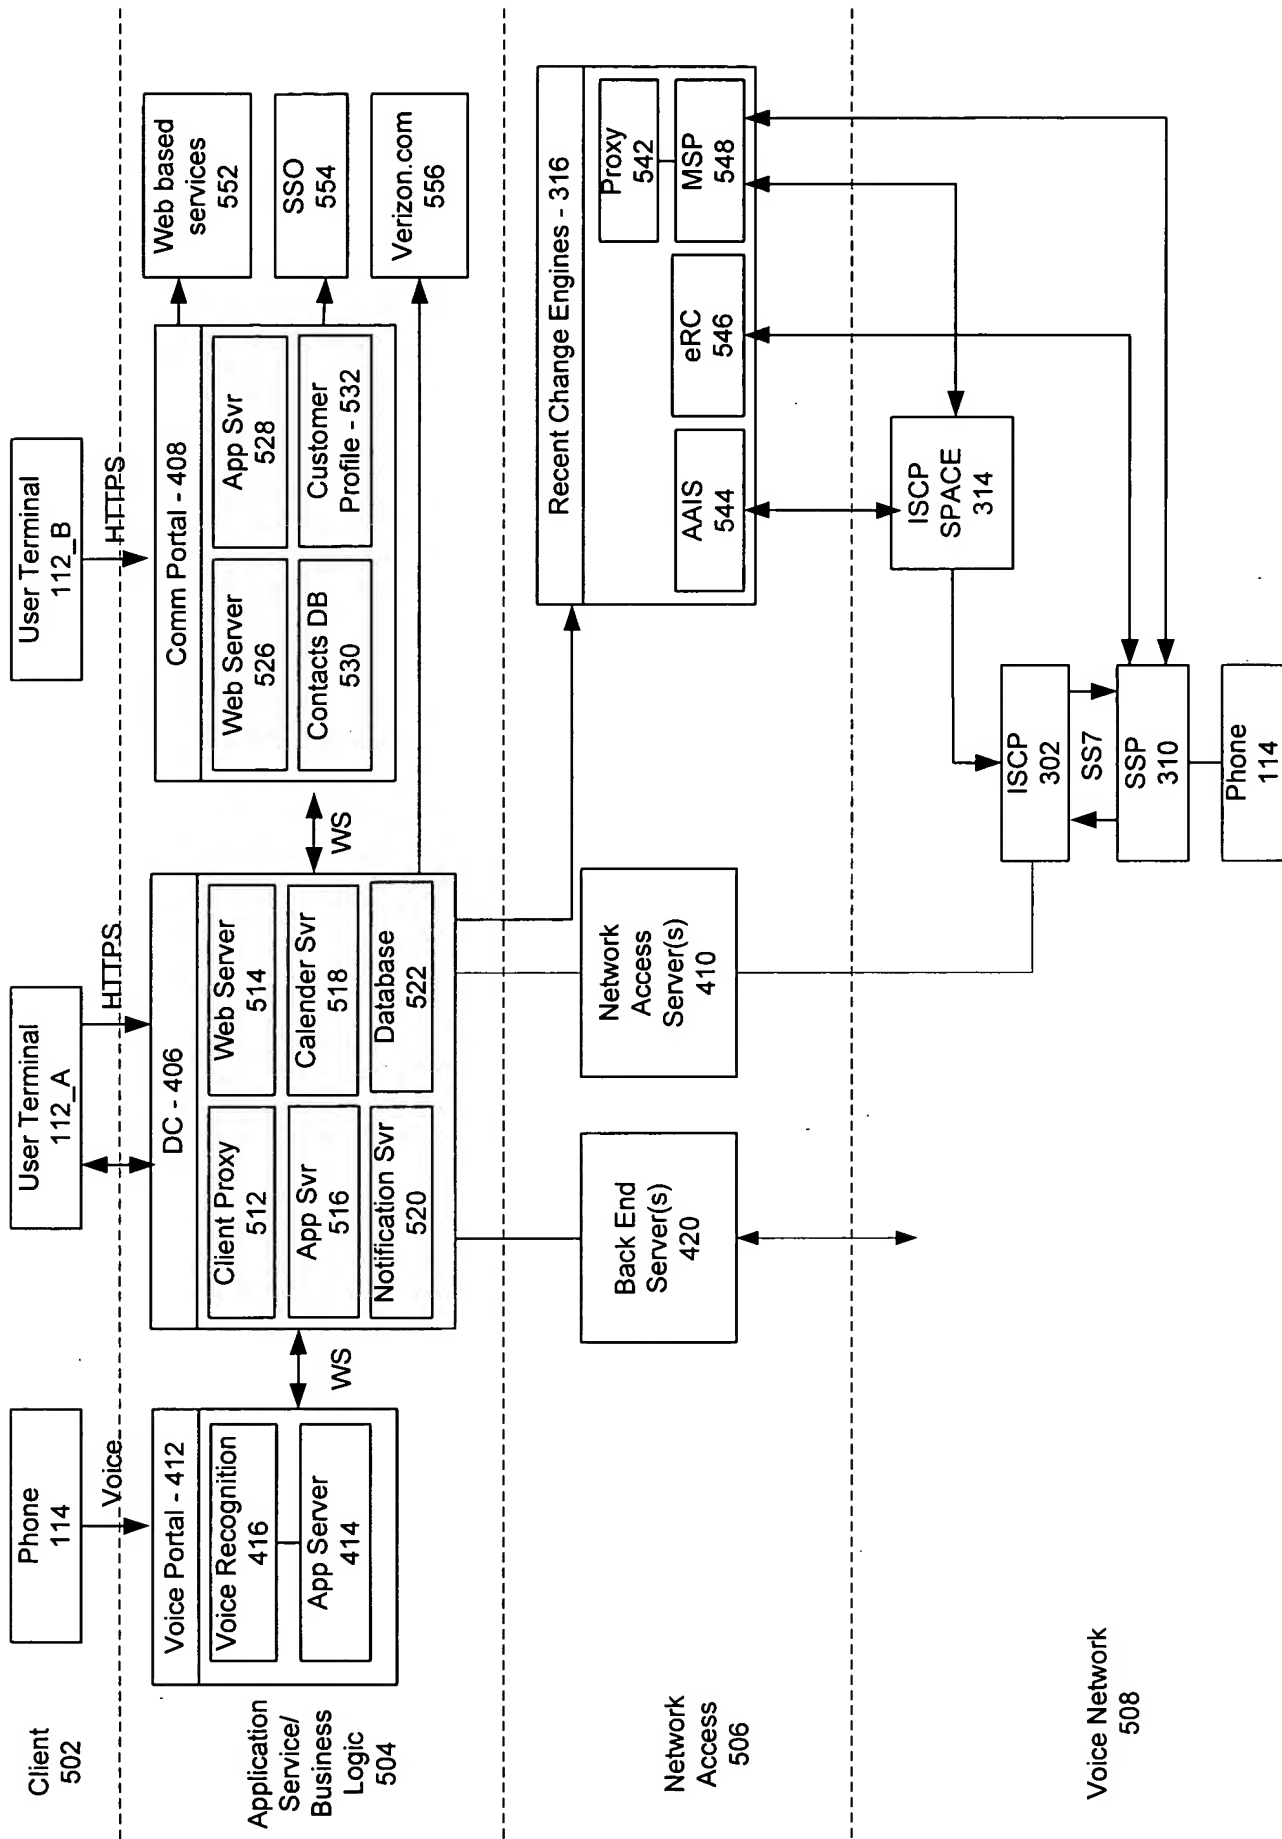 Client
502
Phone
114
User Terminal
112_A
User Terminal
112_B
Voice
HTTPS
HTTPS
Application
Service/
Business
Logic
504
Voice Portal - 412
Voice Recognition
416
App Server
414
WS
DC - 406
Client Proxy
512
Web Server
514
App Svr
516
Calender Svr
518
Notification Svr
520
Database
522
WS
Comm Portal - 408
Web Server
526
App Svr
528
Contacts DB
530
Customer
Profile - 532
Web based
services
552
SSO
554
Verizon.com
556
Network
Access
506
Back End
Server(s)
420
Network
Access
Server(s)
410
Recent Change Engines - 316
Proxy
542
AAIS
544
eRC
546
MSP
548
Voice Network
508
ISCP
SPACE
314
ISCP
302
SS7
SSP
310
Phone
114